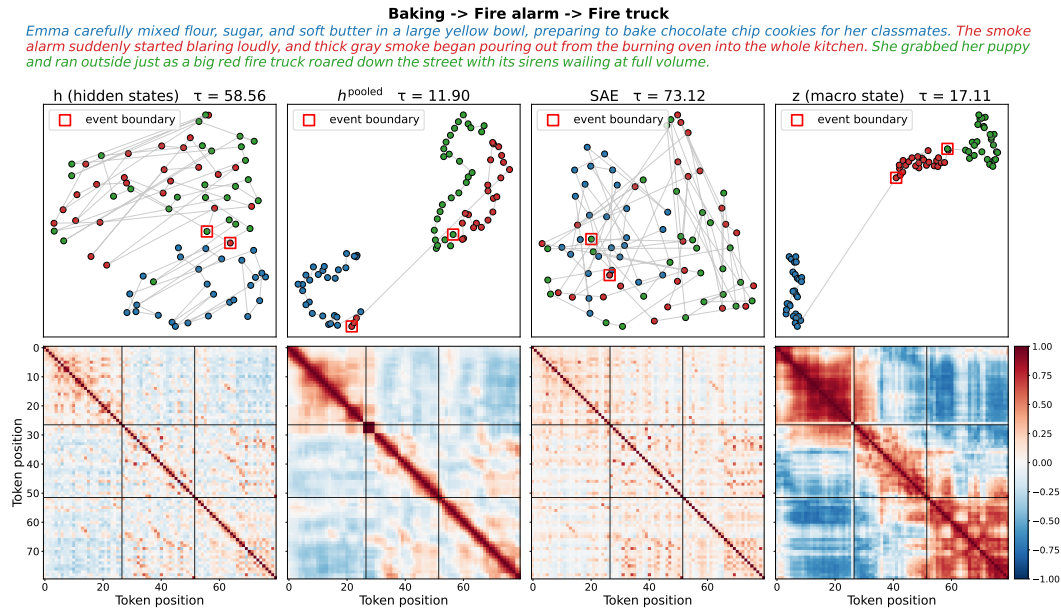 Baking -> Fire alarm -> Fire truck
Emma carefully mixed flour, sugar, and soft butter in a large yellow bowl, preparing to bake chocolate chip cookies for her classmates. The smoke
alarm suddenly started blaring loudly, and thick gray smoke began pouring out from the burning oven into the whole kitchen. She grabbed her puppy
and ran outside just as a big red fire truck roared down the street with its sirens wailing at full volume.
h (hidden states) τ = 58.56
h^pooled τ = 11.90
SAE τ = 73.12
z (macro state) τ = 17.11
event boundary
event boundary
event boundary
event boundary
Token position
0
10
20
30
40
50
60
70
0 20 40 60
Token position
0 20 40 60
Token position
0 20 40 60
Token position
0 20 40 60
Token position
1.00
0.75
0.50
0.25
0.00
−0.25
−0.50
−0.75
−1.00